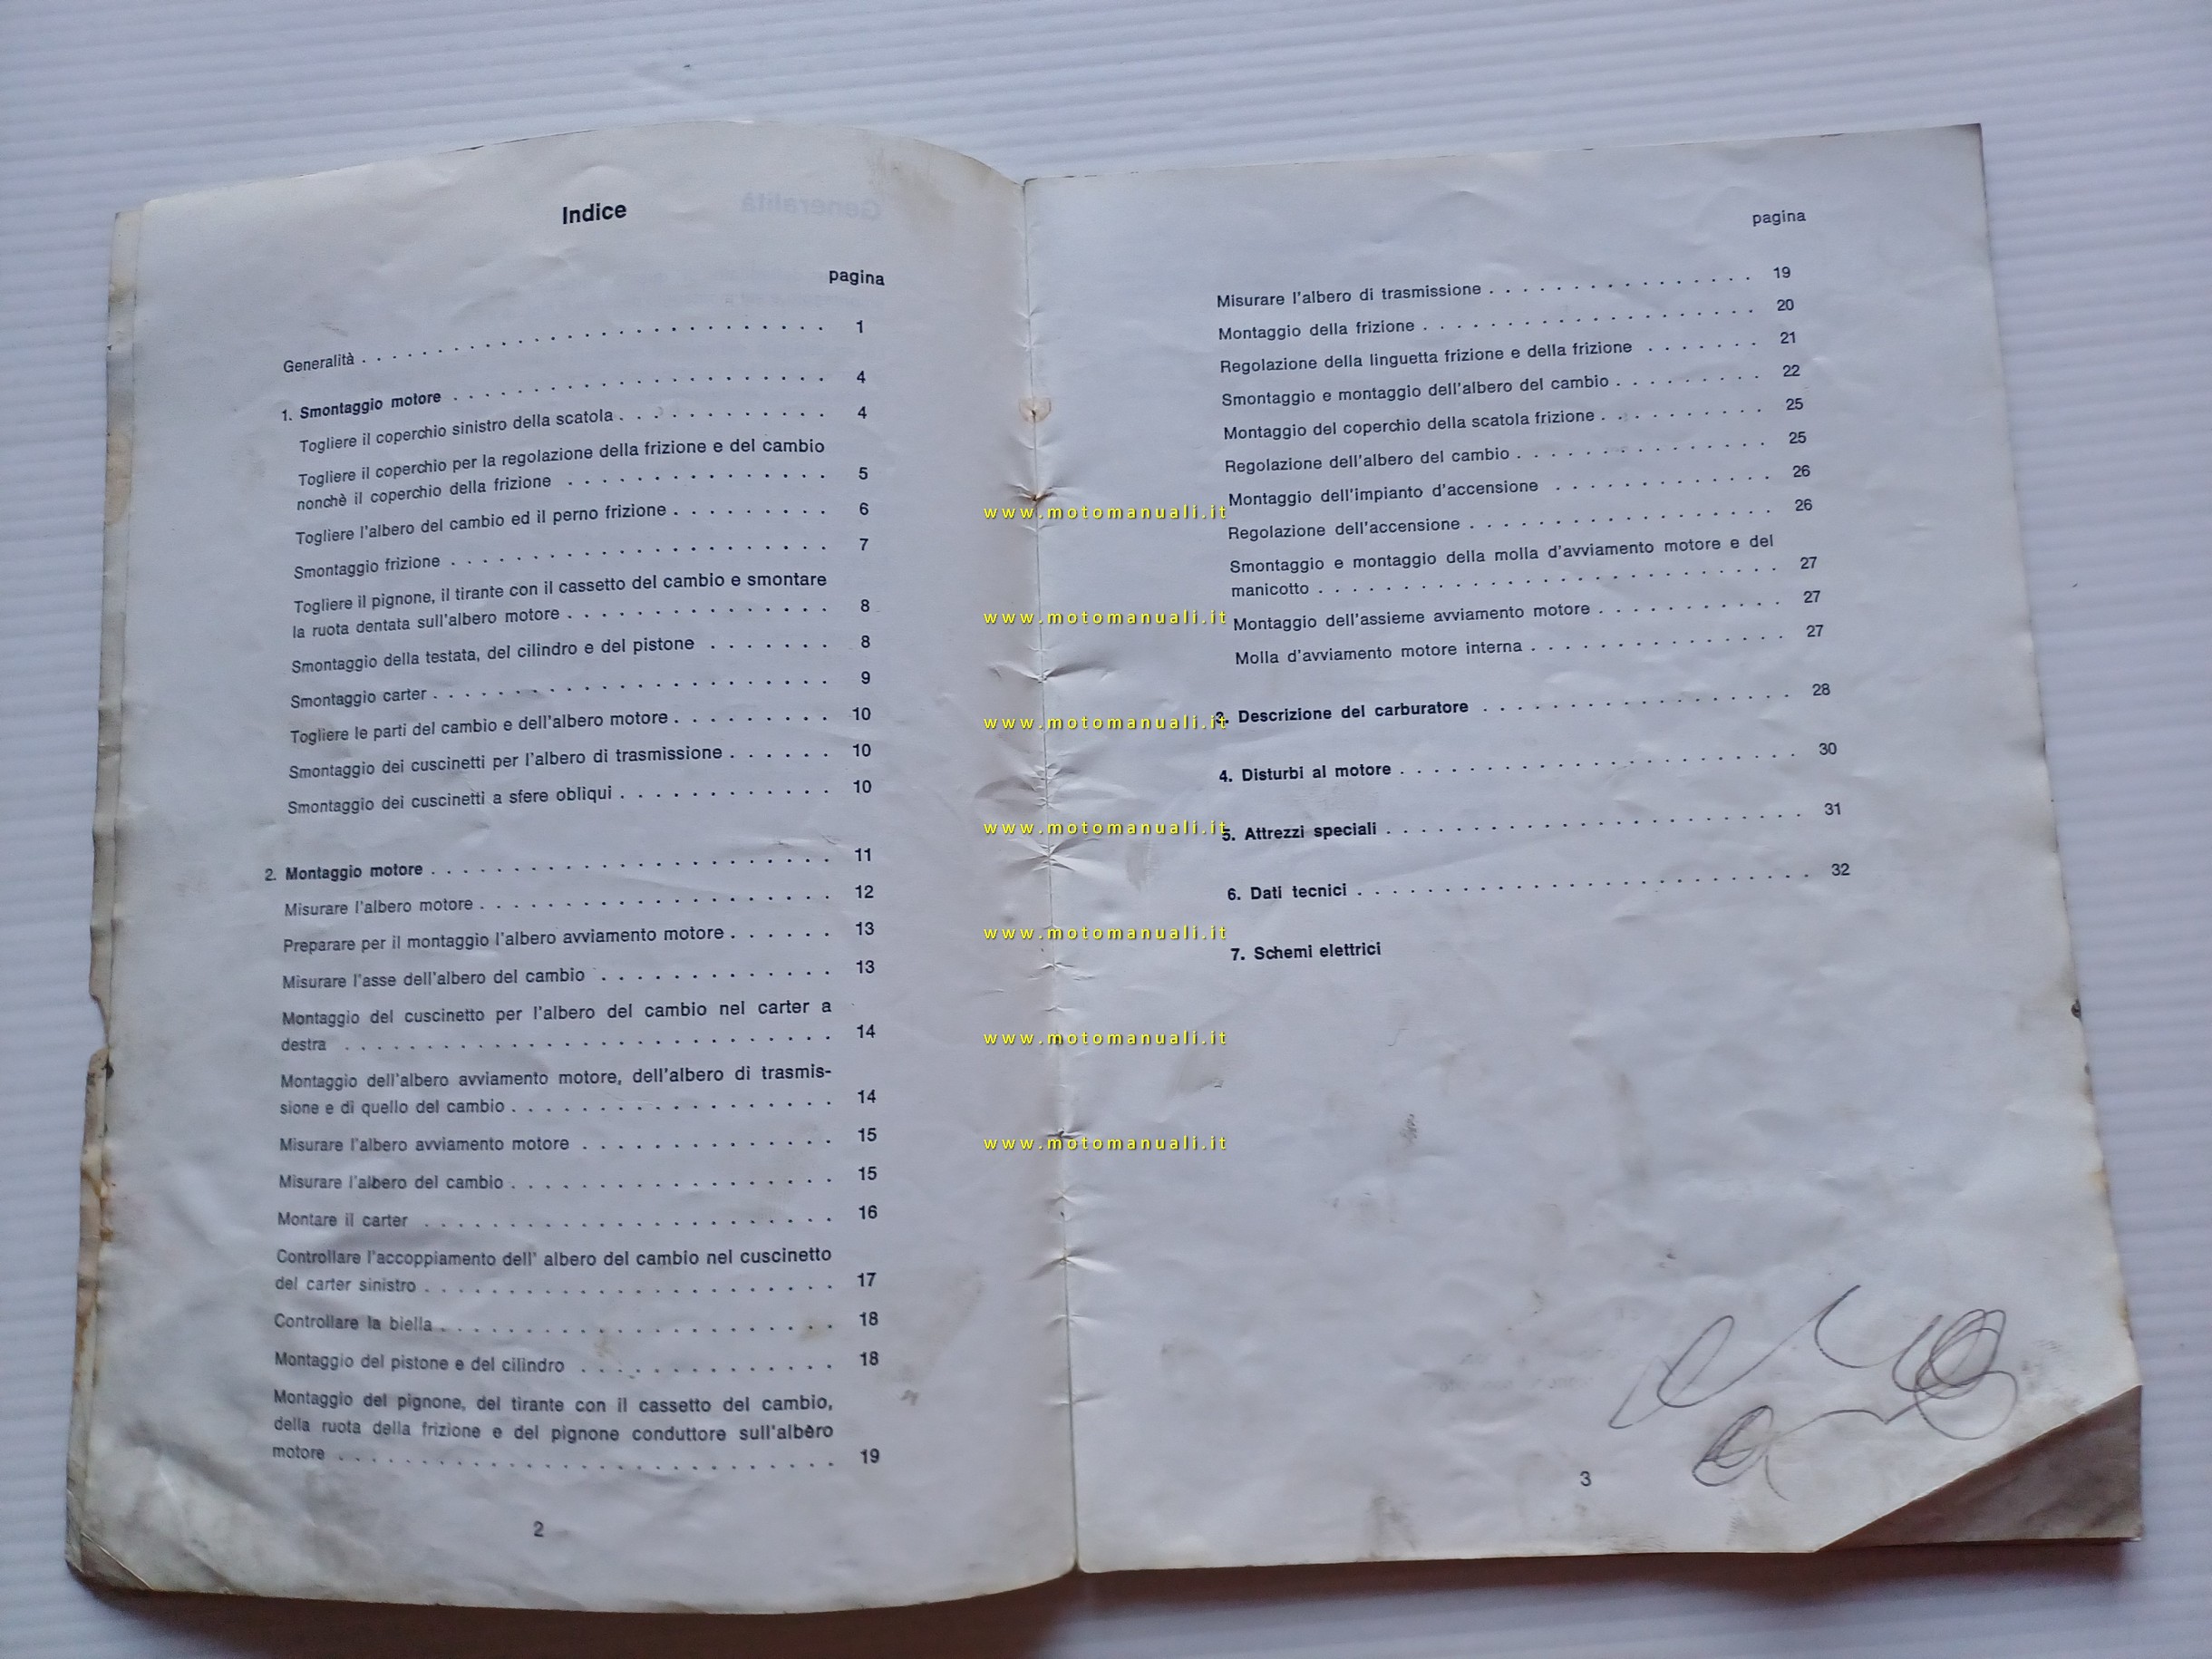 Indice
pagina
Generalità . . . . . . . . . . . . . . . . . . . . . . . . . 1
1. Smontaggio motore . . . . . . . . . . . . . . . . . . . . 4
Togliere il coperchio sinistro della scatola . . . . . . . . . . . 4
Togliere il coperchio per la regolazione della frizione e del cambio
nonchè il coperchio della frizione . . . . . . . . . . . . . . 5
Togliere l'albero del cambio ed il perno frizione . . . . . . . . . 6
Smontaggio frizione . . . . . . . . . . . . . . . . . . . . 7
Togliere il pignone, il tirante con il cassetto del cambio e smontare
la ruota dentata sull'albero motore . . . . . . . . . . . . . . 8
Smontaggio della testata, del cilindro e del pistone . . . . . . . 8
Smontaggio carter . . . . . . . . . . . . . . . . . . . . . 9
Togliere le parti del cambio e dell'albero motore . . . . . . . . . 10
Smontaggio dei cuscinetti per l'albero di trasmissione . . . . . . 10
Smontaggio dei cuscinetti a sfere obliqui . . . . . . . . . . . . 10
2. Montaggio motore . . . . . . . . . . . . . . . . . . . . . 11
Misurare l'albero motore . . . . . . . . . . . . . . . . . . . 12
Preparare per il montaggio l'albero avviamento motore . . . . . . 13
Misurare l'asse dell'albero del cambio . . . . . . . . . . . . . 13
Montaggio del cuscinetto per l'albero del cambio nel carter a
destra . . . . . . . . . . . . . . . . . . . . . . . . . . . 14
Montaggio dell'albero avviamento motore, dell'albero di trasmis-
sione e di quello del cambio . . . . . . . . . . . . . . . . . 14
Misurare l'albero avviamento motore . . . . . . . . . . . . . . 15
Misurare l'albero del cambio . . . . . . . . . . . . . . . . . 15
Montare il carter . . . . . . . . . . . . . . . . . . . . . . 16
Controllare l'accoppiamento dell' albero del cambio nel cuscinetto
del carter sinistro . . . . . . . . . . . . . . . . . . . . . 17
Controllare la biella . . . . . . . . . . . . . . . . . . . . . 18
Montaggio del pistone e del cilindro . . . . . . . . . . . . . . 18
Montaggio del pignone, del tirante con il cassetto del cambio,
della ruota della frizione e del pignone conduttore sull'albero
motore . . . . . . . . . . . . . . . . . . . . . . . . . . . 19
2
pagina
Misurare l'albero di trasmissione . . . . . . . . . . . . . . . . 19
Montaggio della frizione . . . . . . . . . . . . . . . . . . . . 20
Regolazione della linguetta frizione e della frizione . . . . . . . 21
Smontaggio e montaggio dell'albero del cambio . . . . . . . . . 22
Montaggio del coperchio della scatola frizione . . . . . . . . . . 25
Regolazione dell'albero del cambio . . . . . . . . . . . . . . . 25
Montaggio dell'impianto d'accensione . . . . . . . . . . . . . 26
Regolazione dell'accensione . . . . . . . . . . . . . . . . . . 26
Smontaggio e montaggio della molla d'avviamento motore e del
manicotto . . . . . . . . . . . . . . . . . . . . . . . . . . 27
Montaggio dell'assieme avviamento motore . . . . . . . . . . . 27
Molla d'avviamento motore interna . . . . . . . . . . . . . . . 27
3. Descrizione del carburatore . . . . . . . . . . . . . . . . . 28
4. Disturbi al motore . . . . . . . . . . . . . . . . . . . . . 30
5. Attrezzi speciali . . . . . . . . . . . . . . . . . . . . . . 31
6. Dati tecnici . . . . . . . . . . . . . . . . . . . . . . . . 32
7. Schemi elettrici
3
www.motomanuali.it
www.motomanuali.it
www.motomanuali.it
www.motomanuali.it
www.motomanuali.it
www.motomanuali.it
www.motomanuali.it